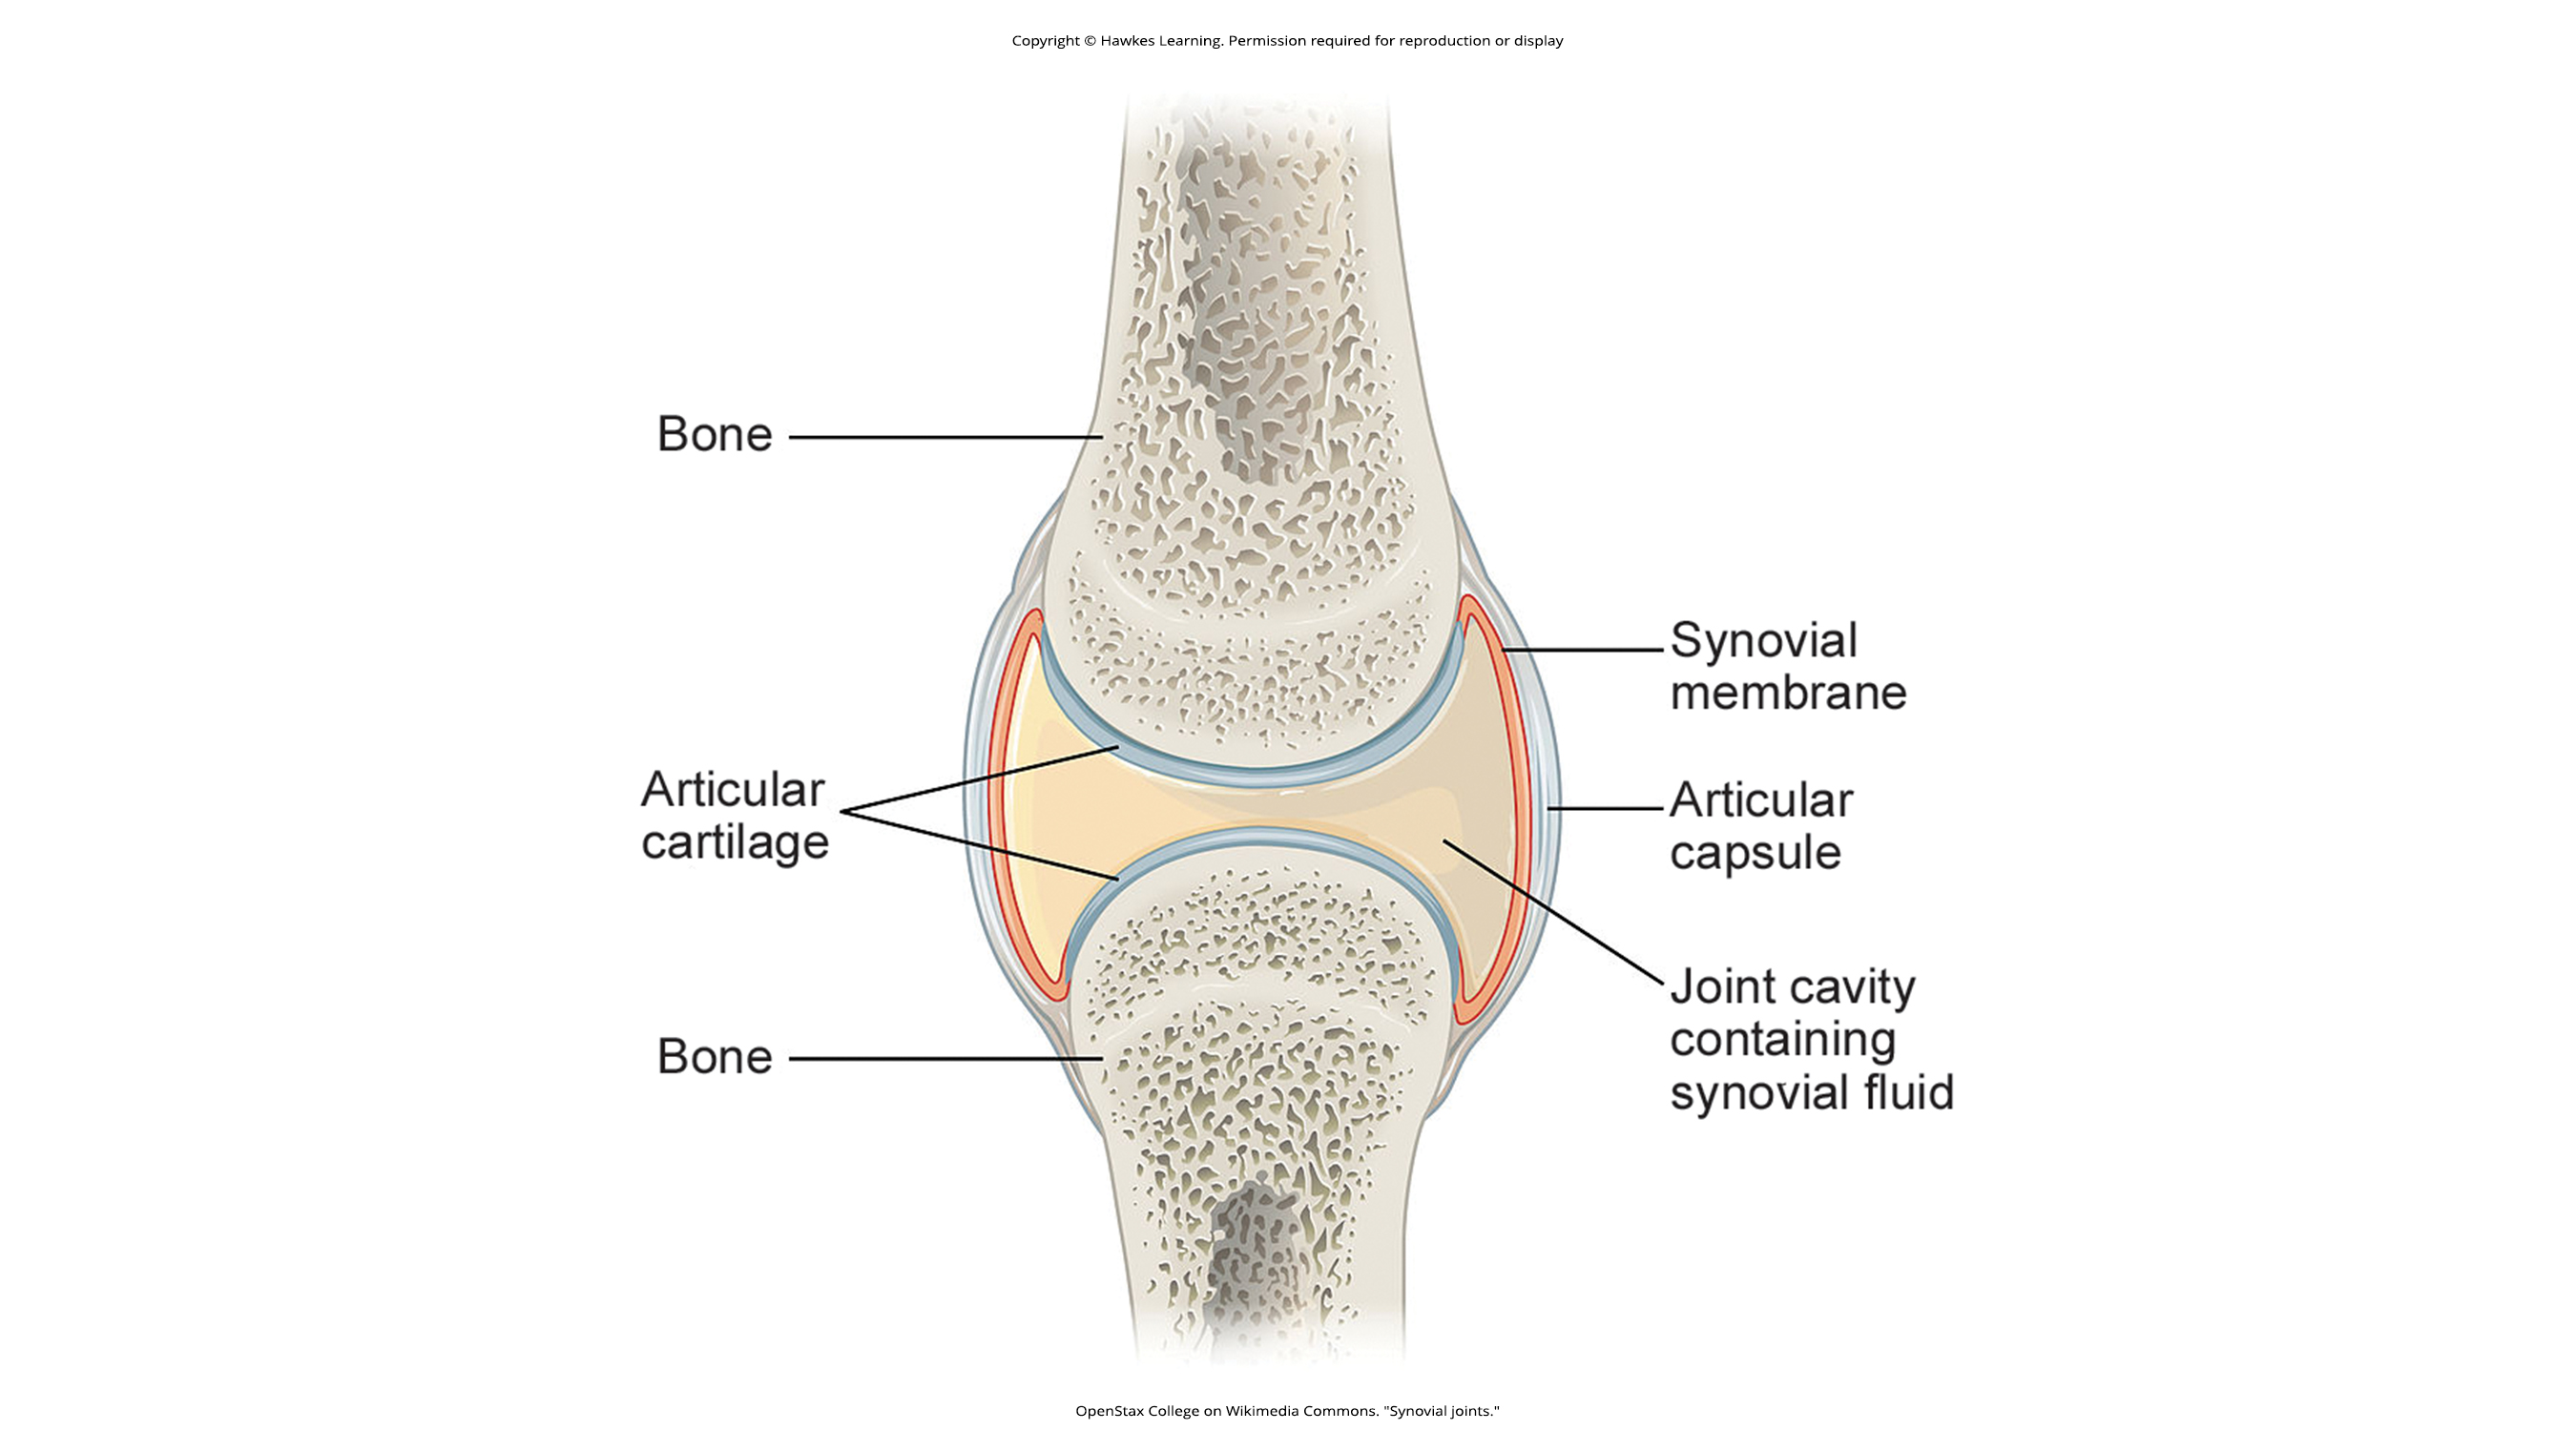 Copyright © Hawkes Learning. Permission required for reproduction or display
Bone
Synovial
membrane
Articular
cartilage
Articular
capsule
Joint cavity
containing
synovial fluid
Bone
OpenStax College on Wikimedia Commons. "Synovial joints."